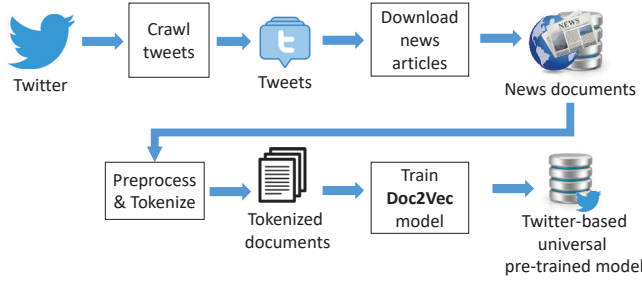 Twitter
Crawl
tweets
Tweets
Download
news
articles
NEWS
News documents
Preprocess
& Tokenize
Tokenized
documents
Train
Doc2Vec
model
Twitter-based
universal
pre-trained model